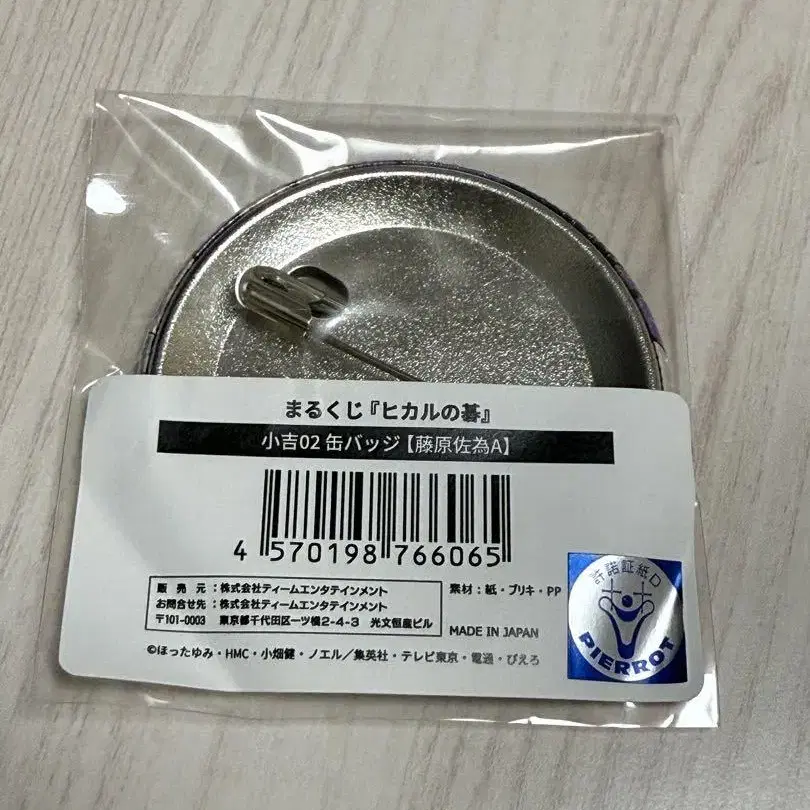 まるくじ『ヒカルの碁』
小吉02 缶バッジ【藤原佐為A】
4 570198 766065
販売元：株式会社ティームエンタテインメント
お問合せ先：株式会社ティームエンタテインメント
〒101-0003 東京都千代田区一ツ橋2-4-3 光文恒産ビル
素材：紙・ブリキ・PP
MADE IN JAPAN
©ほったゆみ・HMC・小畑健・ノエル／集英社・テレビ東京・電通・ぴえろ
許諾証紙D
PIERROT